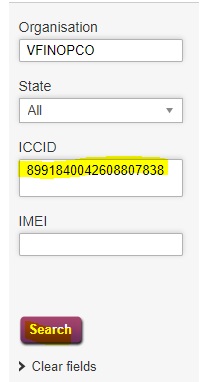 Organisation
VFINOPCO
State
All
ICCID
8991840042608807838
IMEI
Search
Clear fields